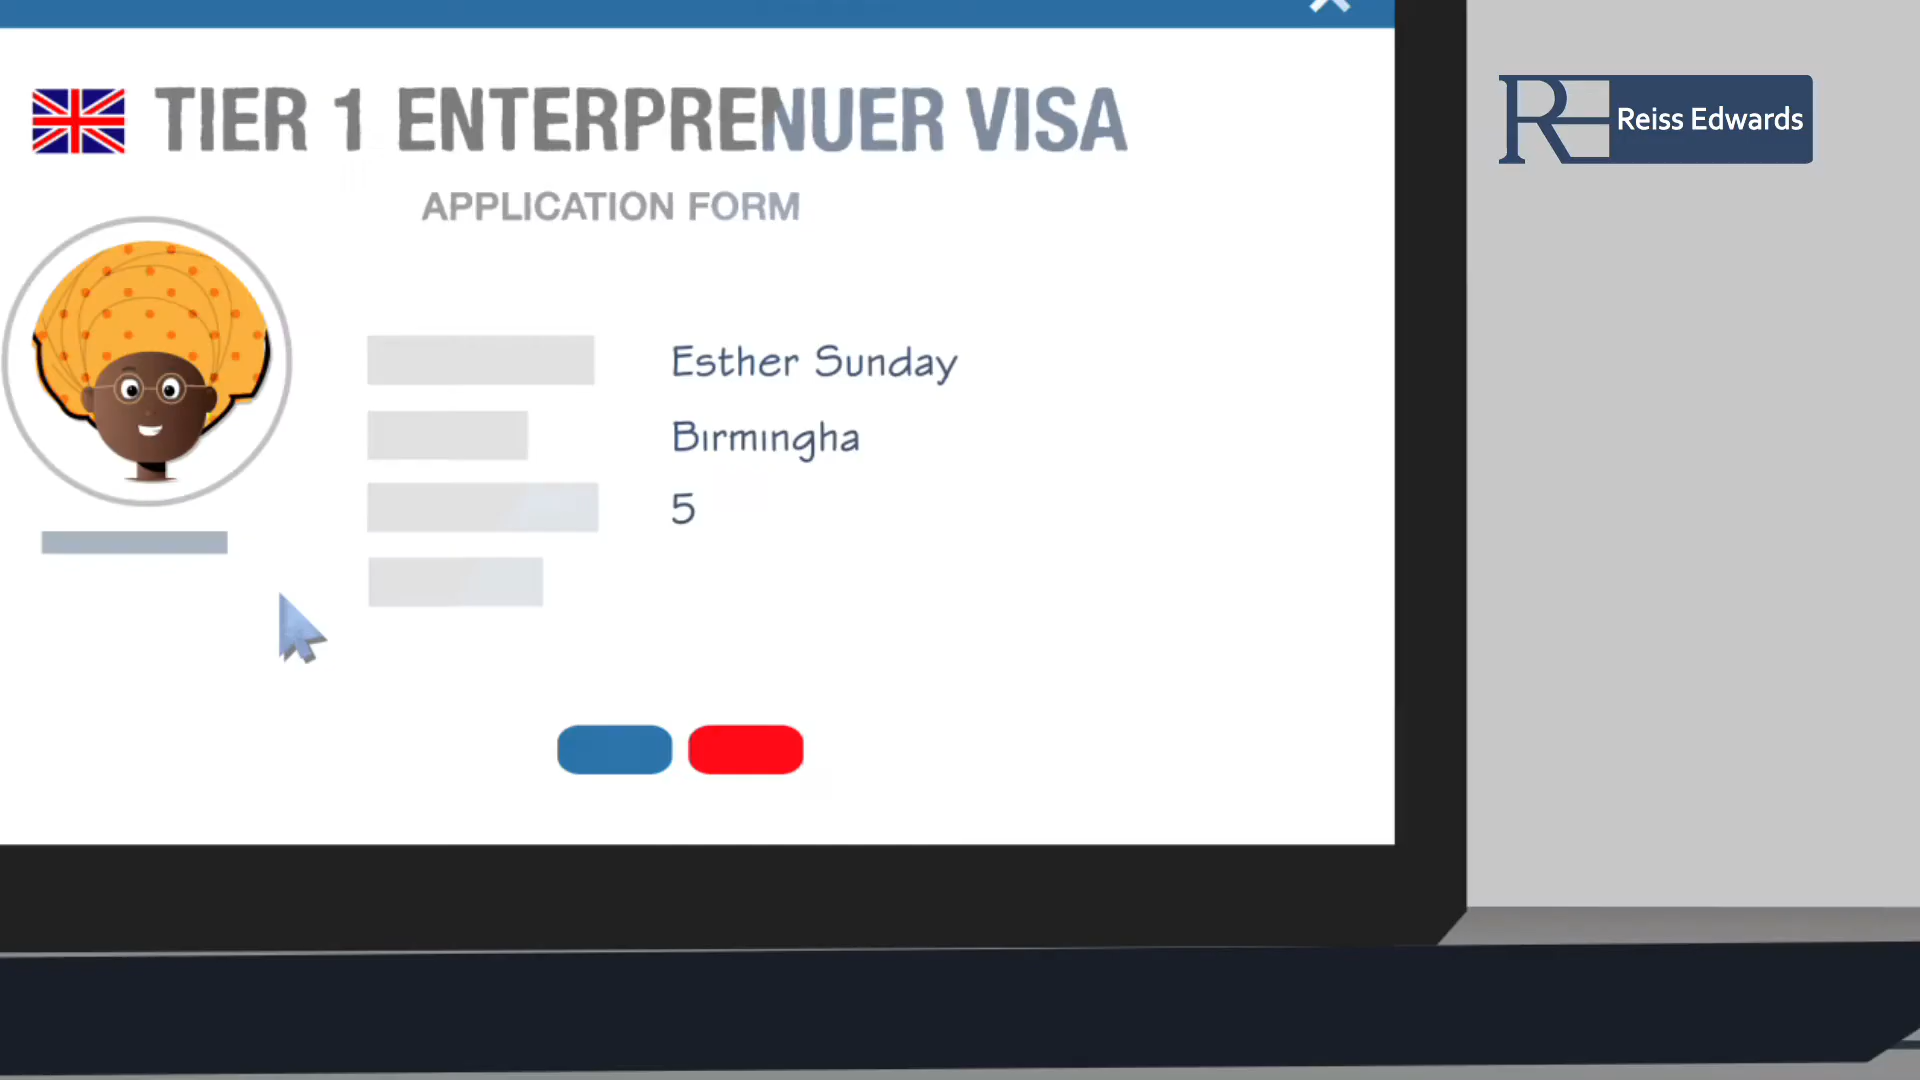 TIER 1 ENTERPRENUER VISA
Reiss Edwards
APPLICATION FORM
Esther Sunday
Birmingha
5